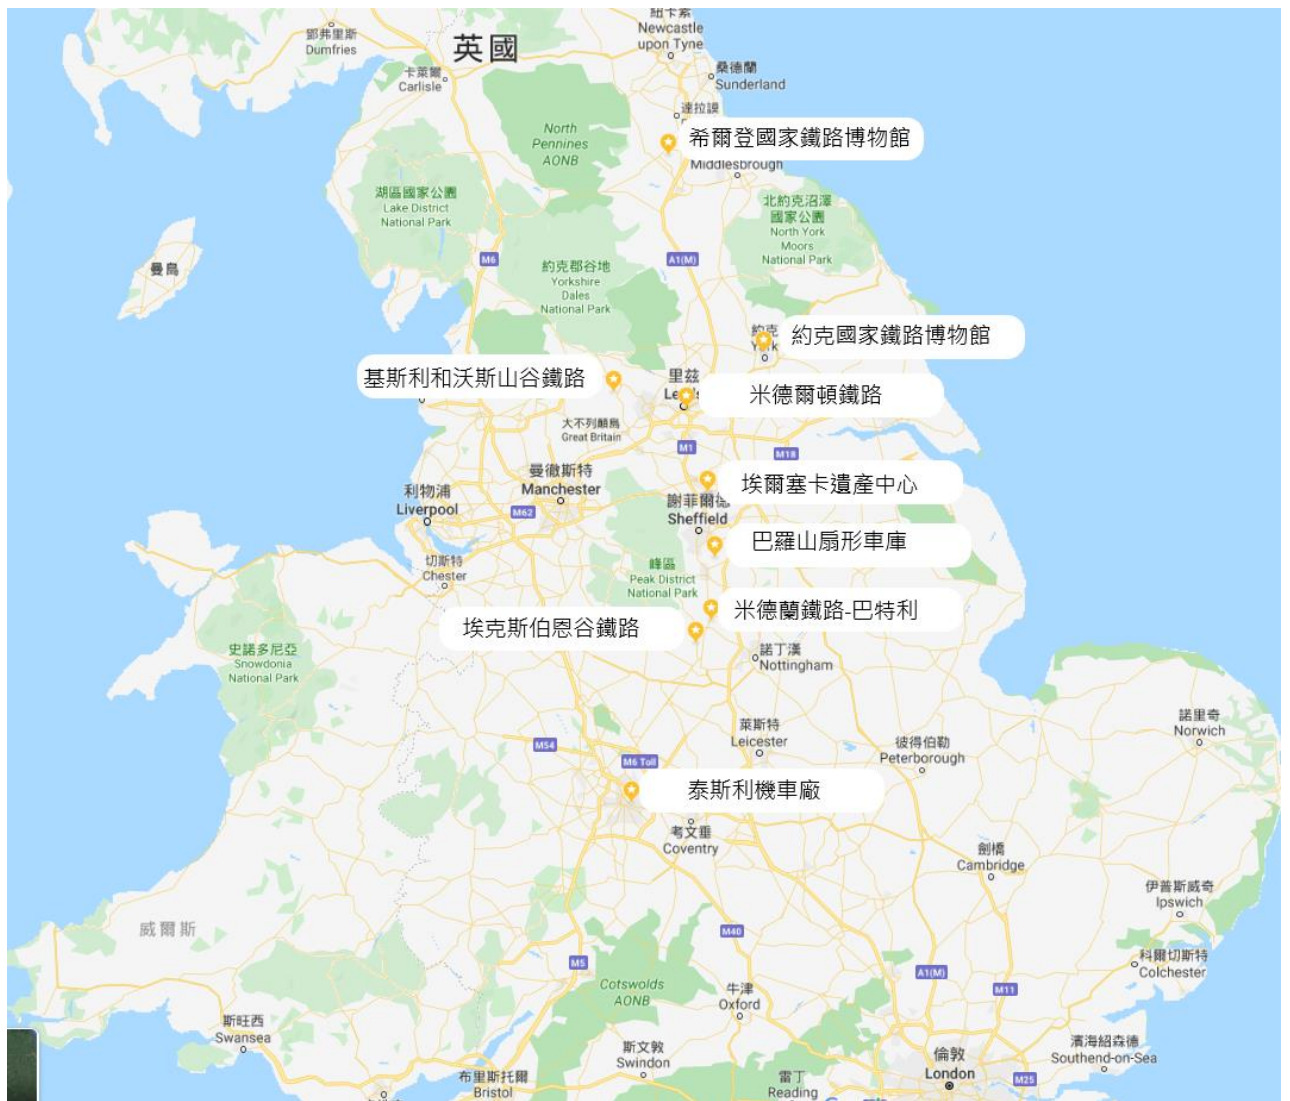 紐卡索
Newcastle
upon Tyne
鄧弗里斯
Dumfries
英國
卡萊爾
Carlisle
桑德蘭
Sunderland
達拉謨
North
Pennines
AONB
希爾登國家鐵路博物館
Middlesbrough
湖區國家公園
Lake District
National Park
北約克沼澤
國家公園
North York
Moors
National Park
曼島
M6
A1(M)
約克郡谷地
Yorkshire
Dales
National Park
約克
York
約克國家鐵路博物館
基斯利和沃斯山谷鐵路
里茲
米德爾頓鐵路
大不列顛島
Great Britain
M1
M18
曼徹斯特
Manchester
利物浦
Liverpool
M62
埃爾塞卡遺產中心
謝菲爾德
Sheffield
巴羅山扇形車庫
切斯特
Chester
峰區
Peak District
National Park
米德蘭鐵路-巴特利
埃克斯伯恩谷鐵路
史諾多尼亞
Snowdonia
National Park
諾丁漢
Nottingham
萊斯特
Leicester
諾里奇
Norwich
彼得伯勒
Peterborough
M54
M6 Toll
泰斯利機車廠
考文垂
Coventry
劍橋
Cambridge
伊普斯威奇
Ipswich
威爾斯
M40
M5
科爾切斯特
Colchester
Cotswolds
AONB
A1(M)
M11
牛津
Oxford
斯旺西
Swansea
斯文敦
Swindon
濱海紹森德
Southend-on-Sea
倫敦
London
布里斯托爾
Bristol
雷丁
Reading
M25